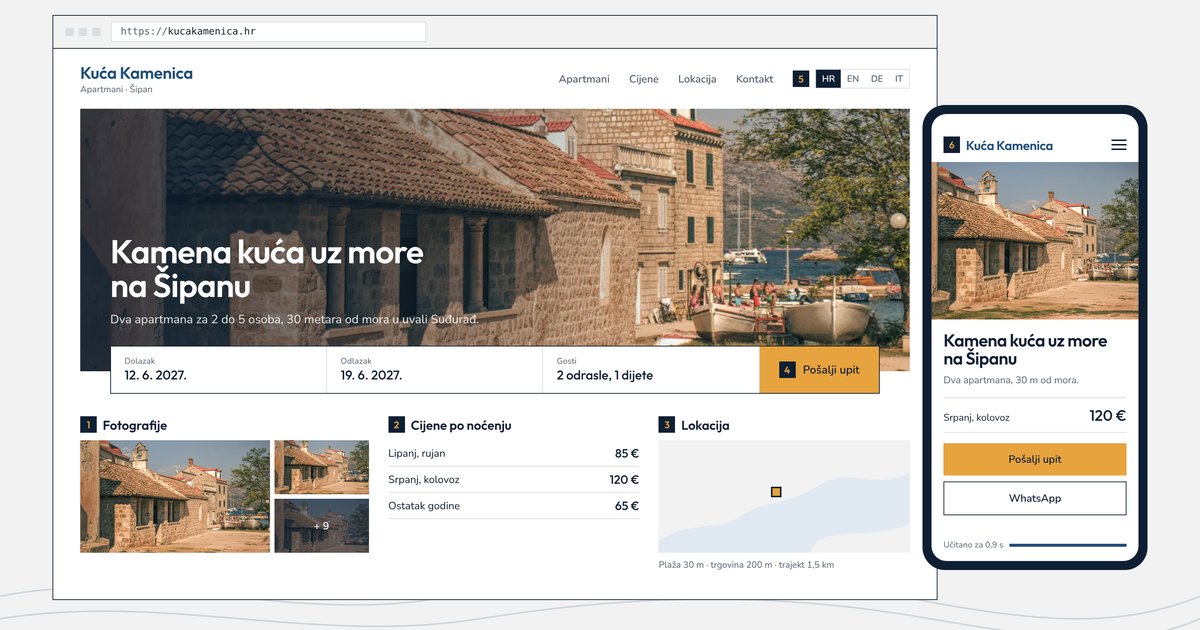 https://kucakamenica.hr
Kuća Kamenica
Apartmani · Šipan
Apartmani Cijene Lokacija Kontakt 5 HR EN DE IT
Kamena kuća uz more
na Šipanu
Dva apartmana za 2 do 5 osoba, 30 metara od mora u uvali Suđurađ.
Dolazak
12. 6. 2027.
Odlazak
19. 6. 2027.
Gosti
2 odrasle, 1 dijete
4 Pošalji upit
1 Fotografije
+ 9
2 Cijene po noćenju
Lipanj, rujan 85 €
Srpanj, kolovoz 120 €
Ostatak godine 65 €
3 Lokacija
Plaža 30 m · trgovina 200 m · trajekt 1,5 km
6 Kuća Kamenica
Kamena kuća uz more
na Šipanu
Dva apartmana, 30 m od mora.
Srpanj, kolovoz 120 €
Pošalji upit
WhatsApp
Učitano za 0,9 s